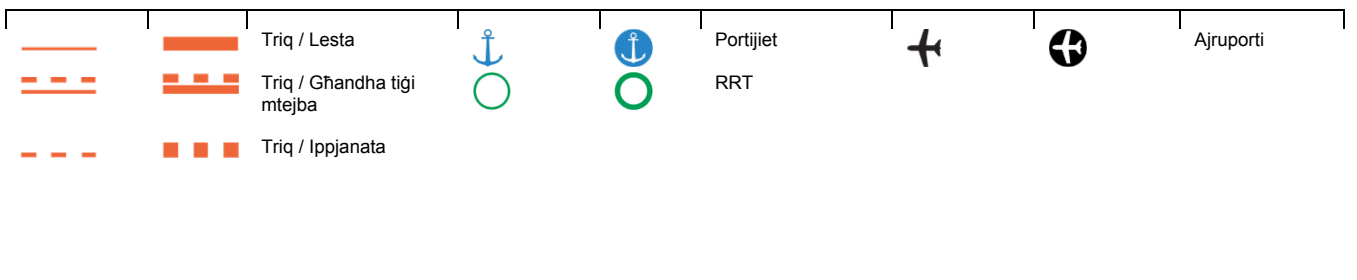 Triq / Lesta
Portijiet
Ajruporti
Triq / Għandha tiġi
mtejba
RRT
Triq / Ippjanata